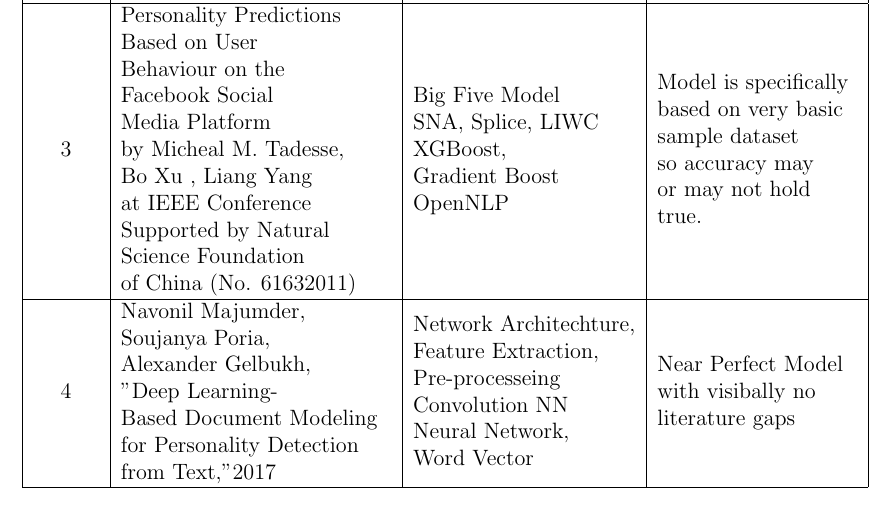 3
Personality Predictions
Based on User
Behaviour on the
Facebook Social
Media Platform
by Micheal M. Tadesse,
Bo Xu , Liang Yang
at IEEE Conference
Supported by Natural
Science Foundation
of China (No. 61632011)
Big Five Model
SNA, Splice, LIWC
XGBoost,
Gradient Boost
OpenNLP
Model is specifically
based on very basic
sample dataset
so accuracy may
or may not hold
true.
4
Navonil Majumder,
Soujanya Poria,
Alexander Gelbukh,
”Deep Learning-
Based Document Modeling
for Personality Detection
from Text,”2017
Network Architechture,
Feature Extraction,
Pre-processeing
Convolution NN
Neural Network,
Word Vector
Near Perfect Model
with visibally no
literature gaps